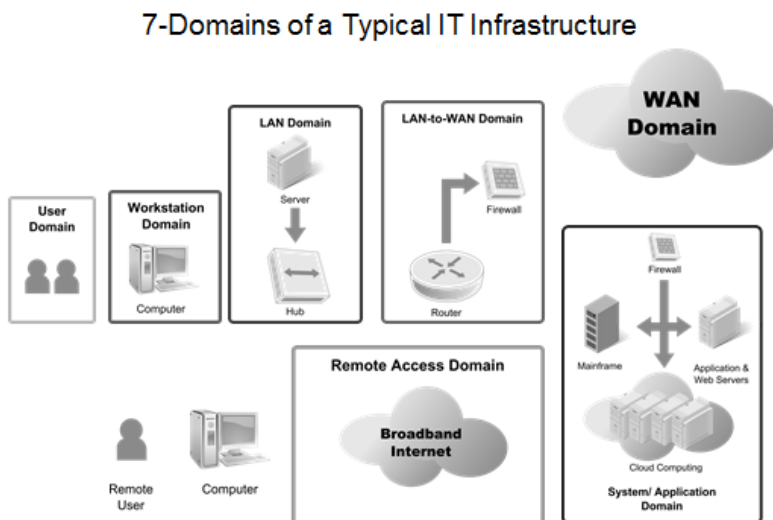 7-Domains of a Typical IT Infrastructure
WAN
Domain
LAN Domain
Server
Hub
LAN-to-WAN Domain
Firewall
Router
User
Domain
Workstation
Domain
Computer
Firewall
Mainframe
Application &
Web Servers
Cloud Computing
System/ Application
Domain
Remote Access Domain
Broadband
Internet
Remote
User
Computer